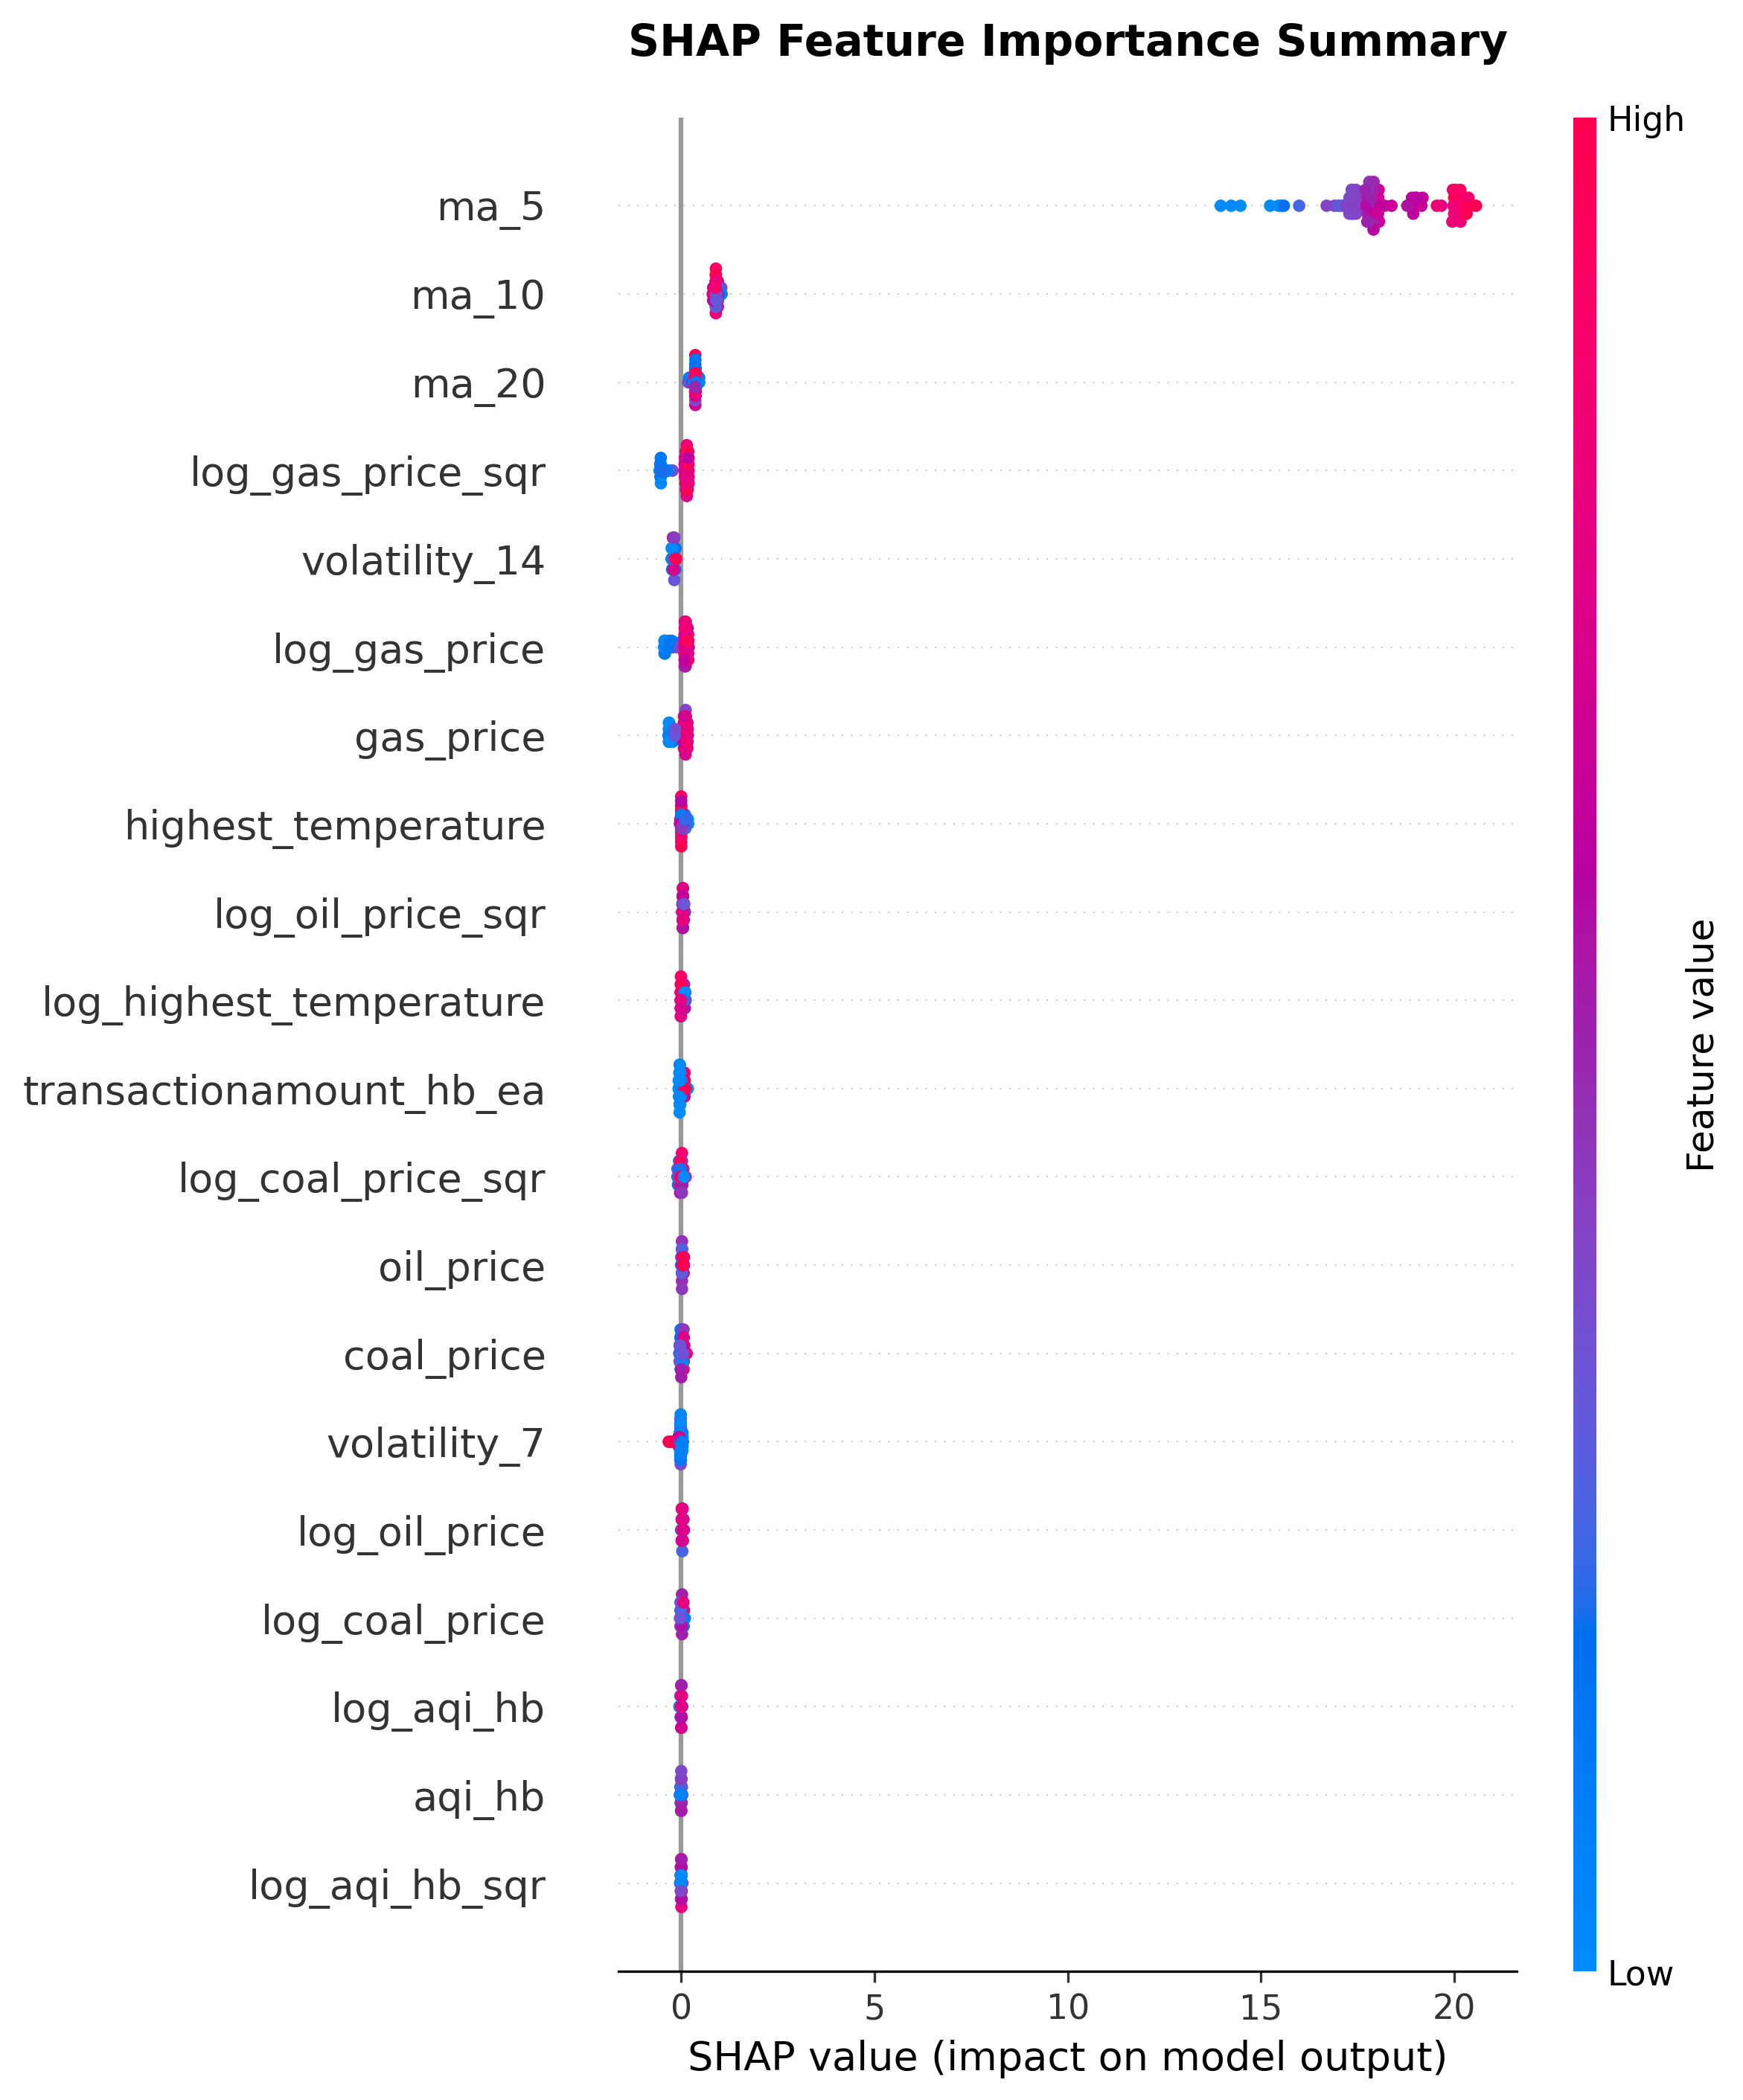 SHAP Feature Importance Summary
High
ma_5
ma_10
ma_20
log_gas_price_sqr
volatility_14
log_gas_price
gas_price
highest_temperature
log_oil_price_sqr
log_highest_temperature
transactionamount_hb_ea
log_coal_price_sqr
oil_price
coal_price
volatility_7
log_oil_price
log_coal_price
log_aqi_hb
aqi_hb
log_aqi_hb_sqr
Feature value
Low
0 5 10 15 20
SHAP value (impact on model output)